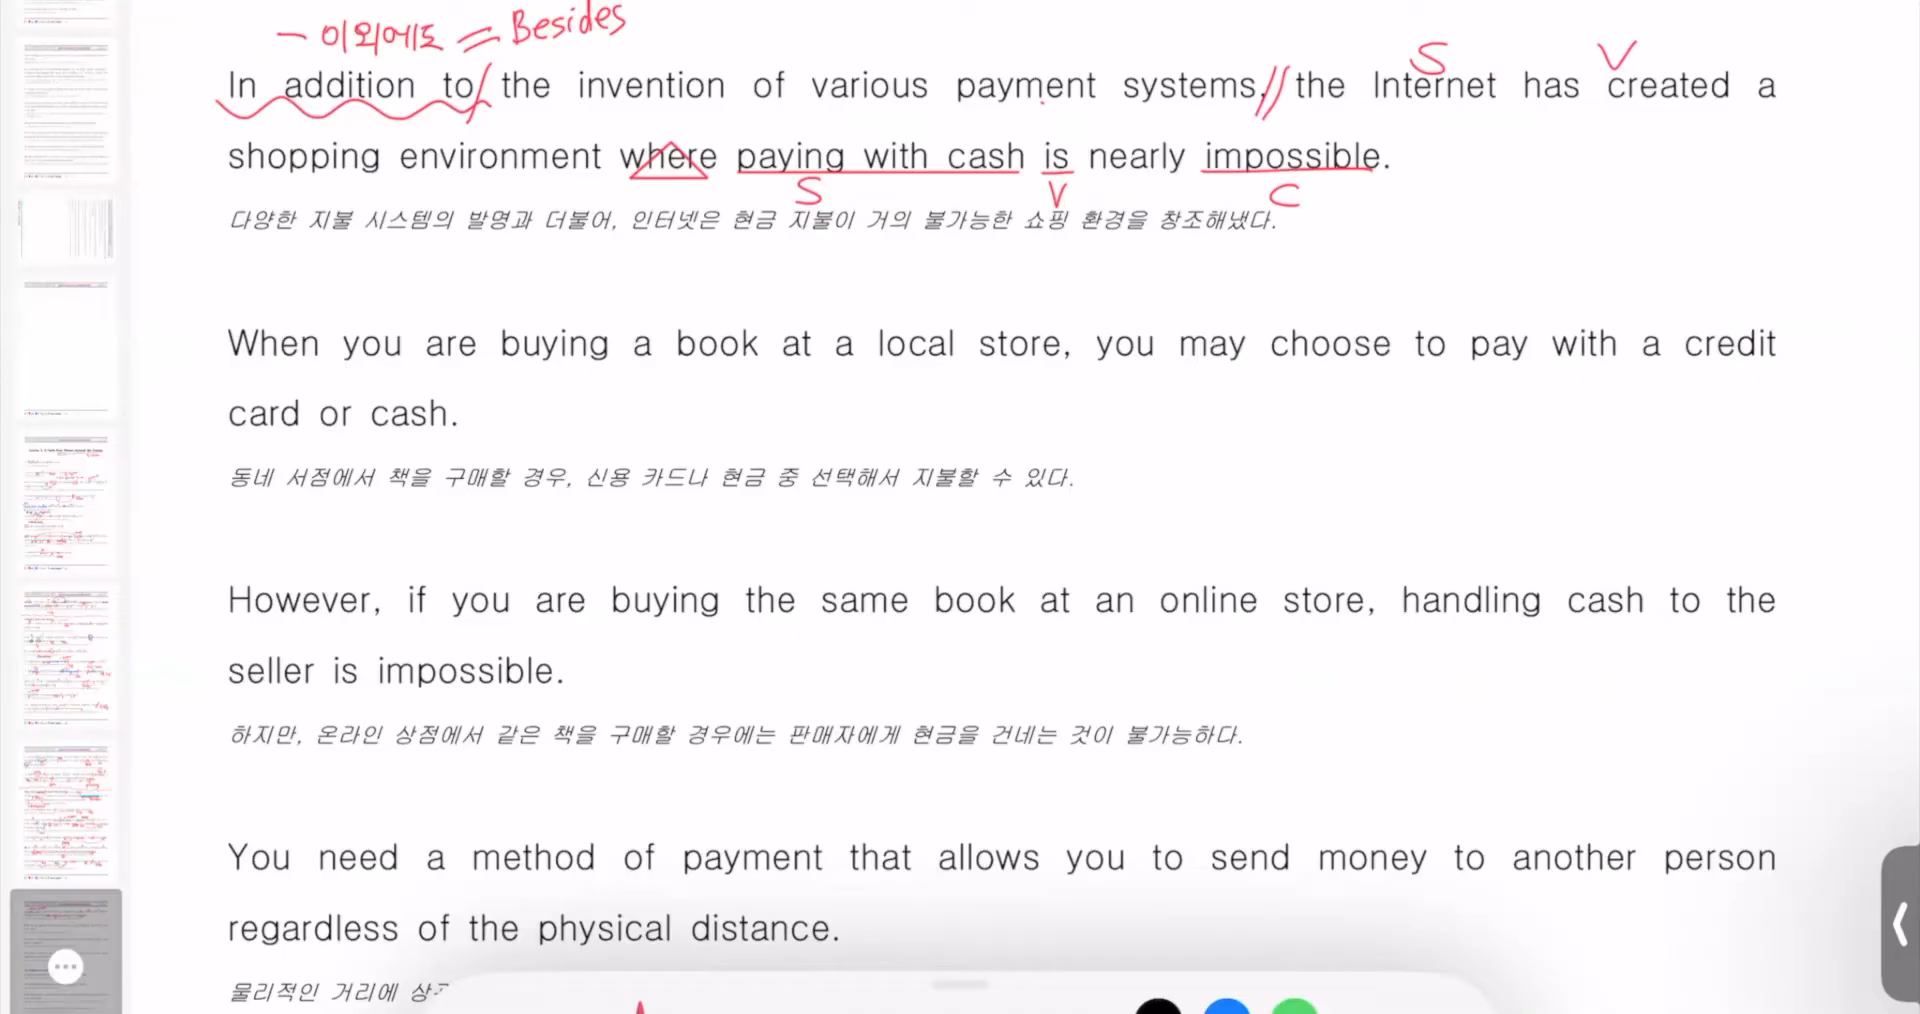 - 이외에도 = Besides
S V
In addition to / the invention of various payment systems, // the Internet has created a
shopping environment where paying with cash is nearly impossible.
S V C
다양한 지불 시스템의 발명과 더불어, 인터넷은 현금 지불이 거의 불가능한 쇼핑 환경을 창조해냈다.
When you are buying a book at a local store, you may choose to pay with a credit
card or cash.
동네 서점에서 책을 구매할 경우, 신용 카드나 현금 중 선택해서 지불할 수 있다.
However, if you are buying the same book at an online store, handling cash to the
seller is impossible.
하지만, 온라인 상점에서 같은 책을 구매할 경우에는 판매자에게 현금을 건네는 것이 불가능하다.
You need a method of payment that allows you to send money to another person
regardless of the physical distance.
물리적인 거리에